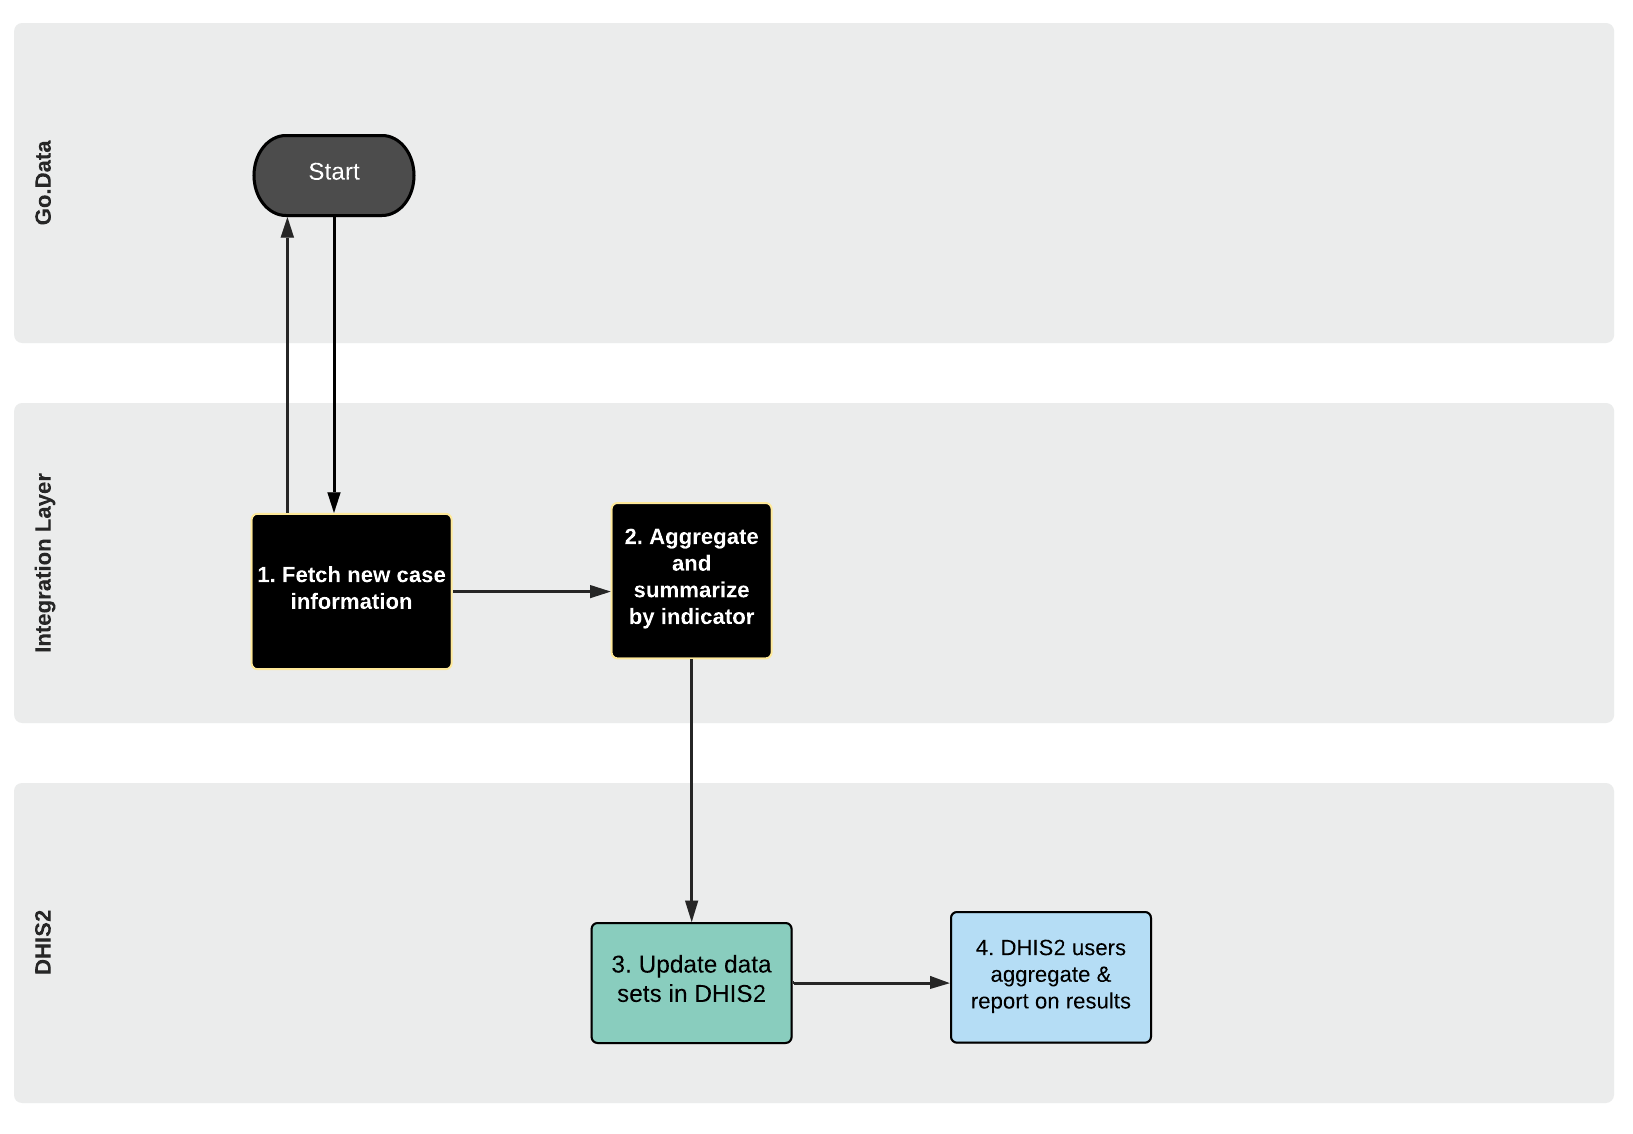 Go.Data
Start
Integration Layer
1. Fetch new case
information
2. Aggregate
and
summarize
by indicator
DHIS2
3. Update data
sets in DHIS2
4. DHIS2 users
aggregate &
report on results